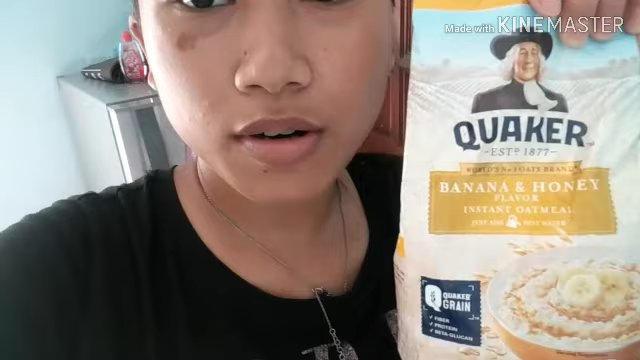 Made with KINEMASTER
QUAKER
EST? 1877
WORLD'S No.1 OATS BRAND
BANANA & HONEY
FLAVOR
INSTANT OATMEAL
JUST ADD HOT WATER
Q QUAKER GRAIN
✓ FIBER
✓ PROTEIN
✓ BETA-GLUCAN